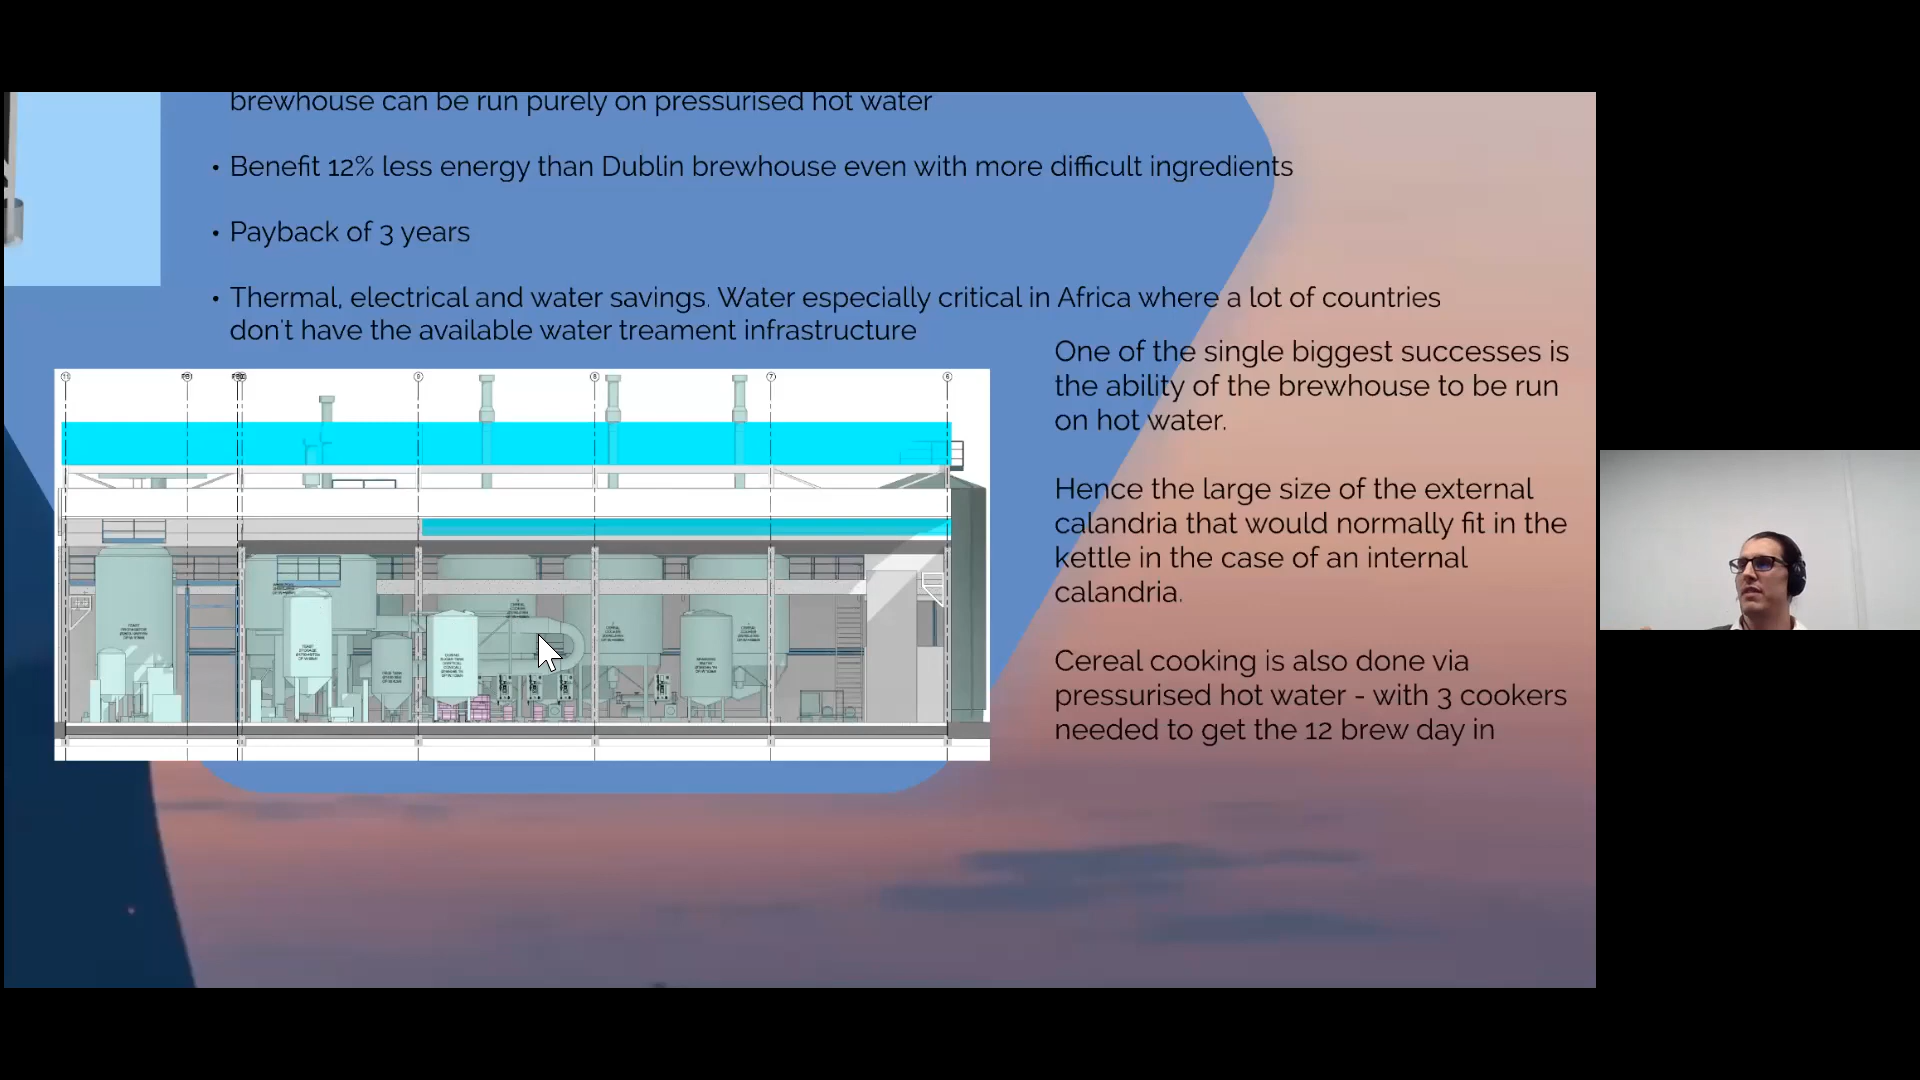 brewhouse can be run purely on pressurised hot water
• Benefit 12% less energy than Dublin brewhouse even with more difficult ingredients
• Payback of 3 years
• Thermal, electrical and water savings. Water especially critical in Africa where a lot of countries
don't have the available water treament infrastructure
One of the single biggest successes is
the ability of the brewhouse to be run
on hot water.
Hence the large size of the external
calandria that would normally fit in the
kettle in the case of an internal
calandria.
Cereal cooking is also done via
pressurised hot water - with 3 cookers
needed to get the 12 brew day in
11
9
8
7
6